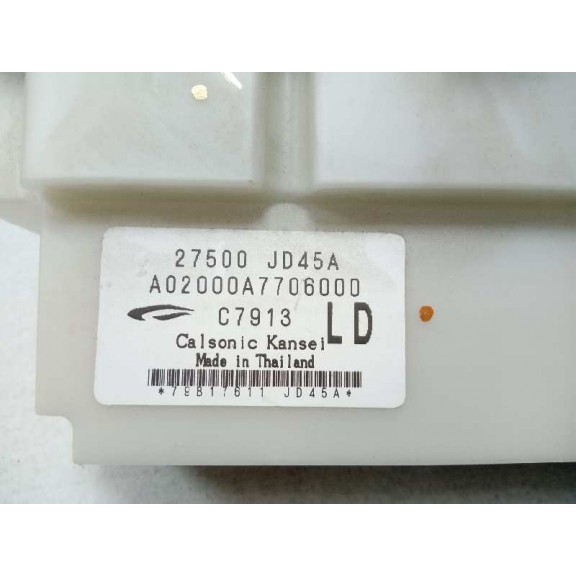 27500 JD45A
A02000A7706000
C7913 LD
Calsonic Kansei
Made in Thailand
*79B17611 JD45A*